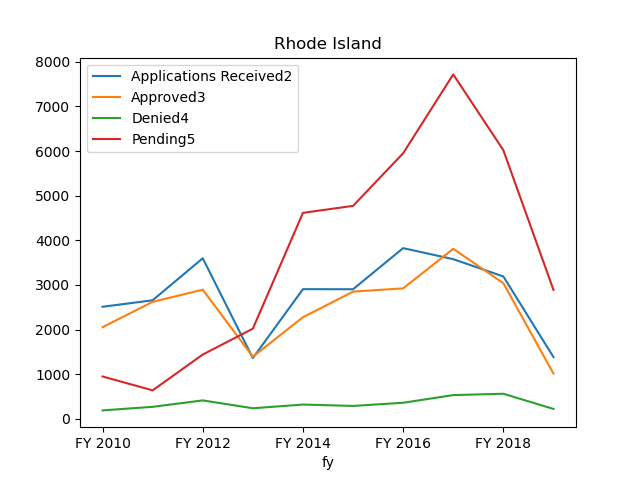 Rhode Island
8000
7000
6000
5000
4000
3000
2000
1000
0
Applications Received2
Approved3
Denied4
Pending5
FY 2010 FY 2012 FY 2014 FY 2016 FY 2018
fy